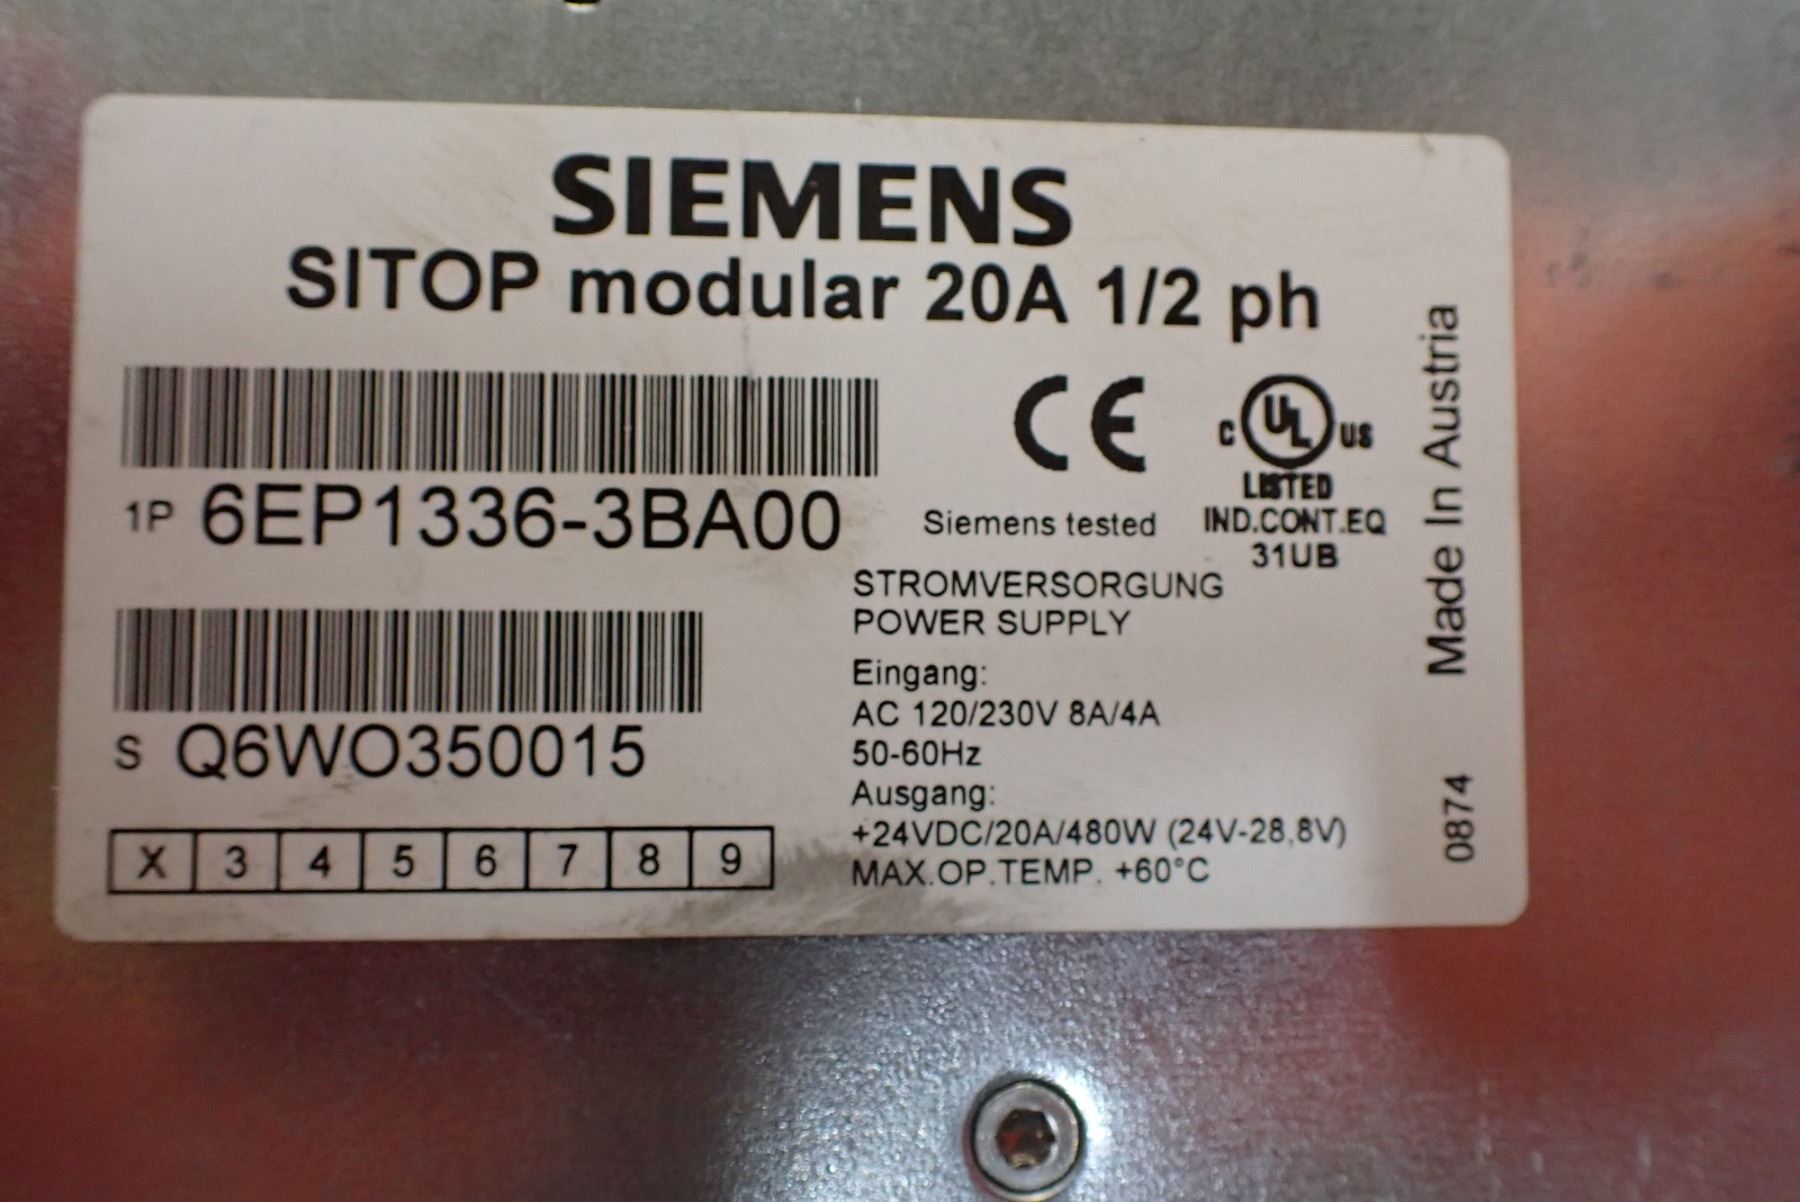 SIEMENS
SITOP modular 20A 1/2 ph
CE
C UL US
LISTED
IND.CONT.EQ
31UB
1P 6EP1336-3BA00
Siemens tested
STROMVERSORGUNG
POWER SUPPLY
Eingang:
AC 120/230V 8A/4A
50-60Hz
Ausgang:
+24VDC/20A/480W (24V-28,8V)
MAX.OP.TEMP. +60°C
S Q6WO350015
X 3 4 5 6 7 8 9
Made In Austria
0874